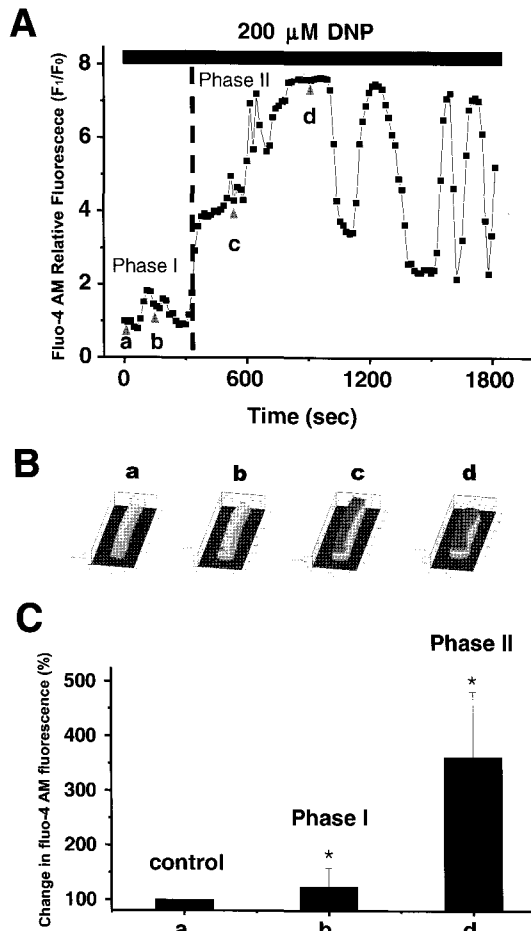 A
200 µM DNP
Fluo-4 AM Relative Fluorescece (F1/F0)
8
6
4
2
0
Phase II
Phase I
a
b
c
d
0
600
1200
1800
Time (sec)
B
a
b
c
d
C
Change in fluo-4 AM fluorescence (%)
500
400
300
200
100
Phase II
*
Phase I
*
control
a
b
d